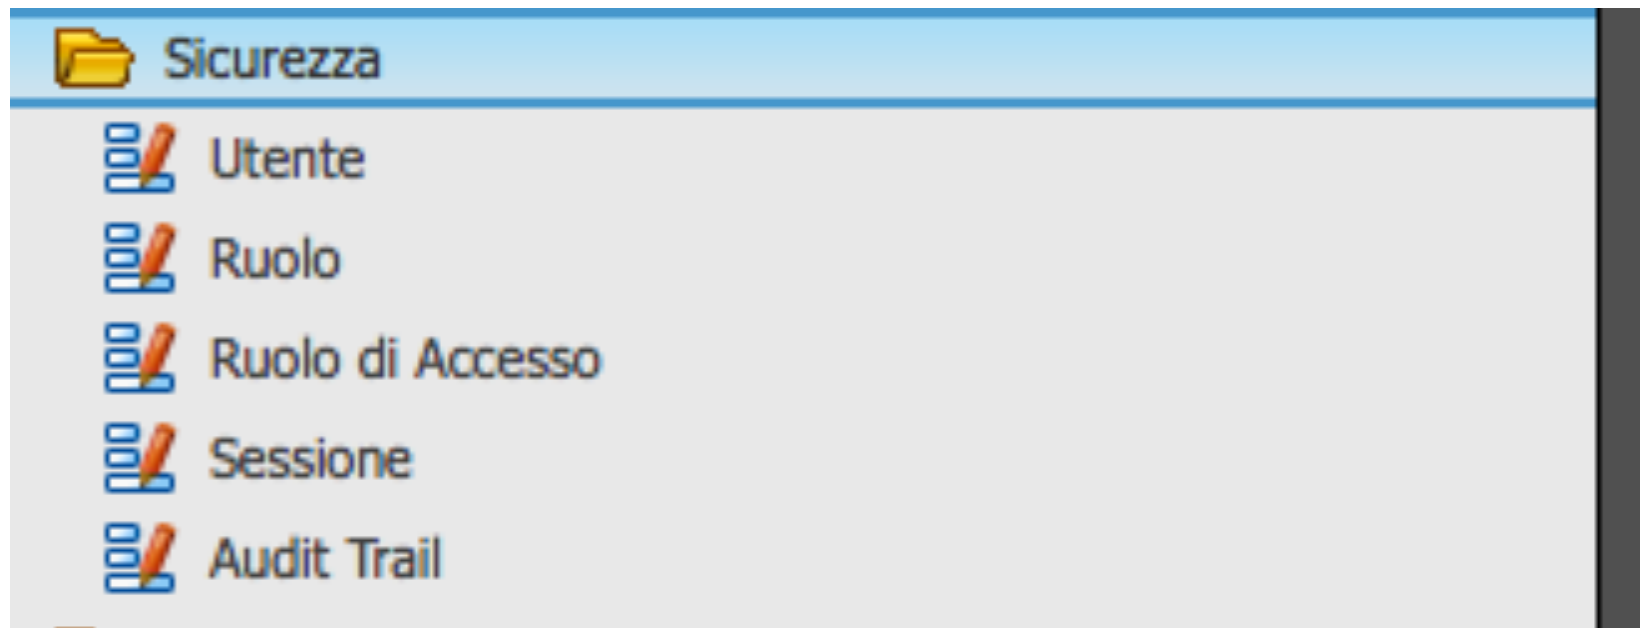 Sicurezza
Utente
Ruolo
Ruolo di Accesso
Sessione
Audit Trail